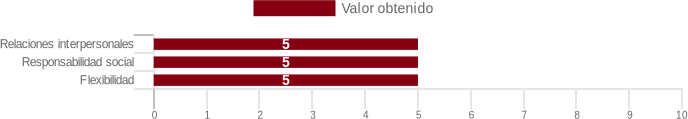 Valor obtenido
Relaciones interpersonales 5
Responsabilidad social 5
Flexibilidad 5
0 1 2 3 4 5 6 7 8 9 10